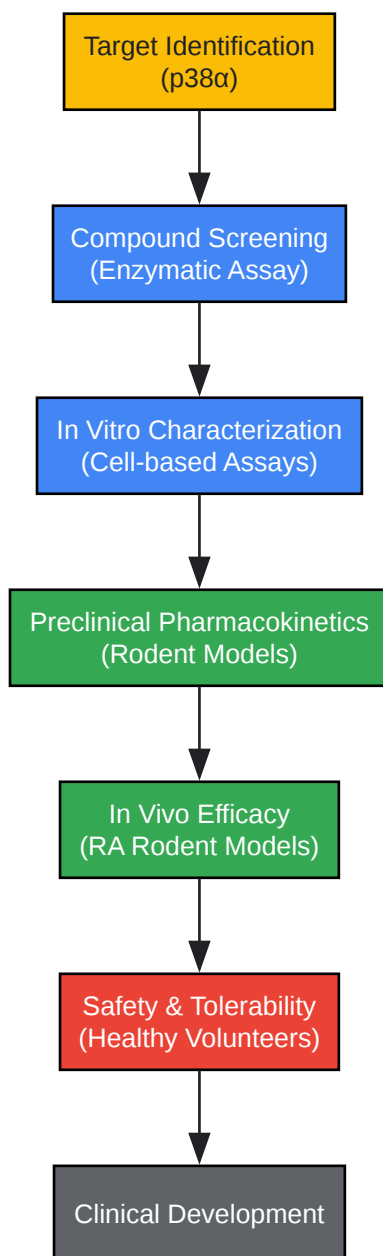 Target Identification
(p38α)
Compound Screening
(Enzymatic Assay)
In Vitro Characterization
(Cell-based Assays)
Preclinical Pharmacokinetics
(Rodent Models)
In Vivo Efficacy
(RA Rodent Models)
Safety & Tolerability
(Healthy Volunteers)
Clinical Development